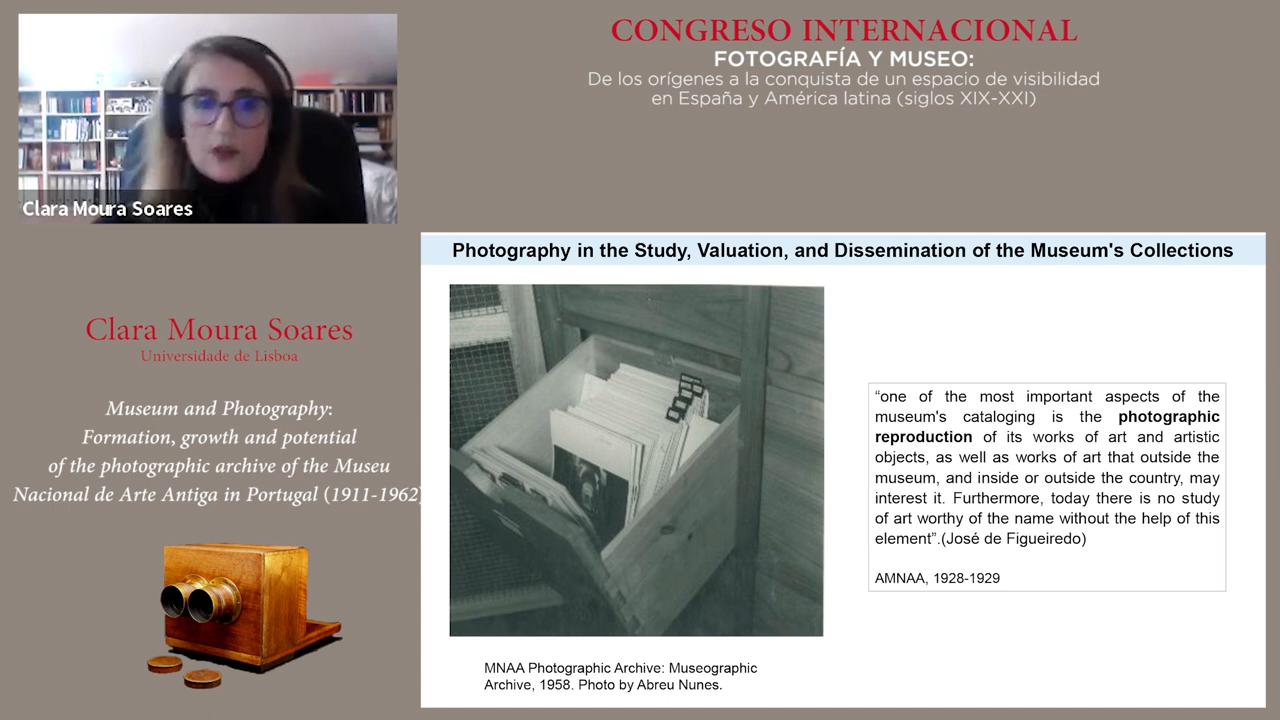 CONGRESO INTERNACIONAL
FOTOGRAFÍA Y MUSEO:
De los orígenes a la conquista de un espacio de visibilidad
en España y América latina (siglos XIX-XXI)
Clara Moura Soares
Clara Moura Soares
Universidade de Lisboa
Museum and Photography:
Formation, growth and potential
of the photographic archive of the Museu
Nacional de Arte Antiga in Portugal (1911-1962)
Photography in the Study, Valuation, and Dissemination of the Museum's Collections
“one of the most important aspects of the
museum's cataloging is the photographic
reproduction of its works of art and artistic
objects, as well as works of art that outside the
museum, and inside or outside the country, may
interest it. Furthermore, today there is no study
of art worthy of the name without the help of this
element”.(José de Figueiredo)
AMNAA, 1928-1929
MNAA Photographic Archive: Museographic
Archive, 1958. Photo by Abreu Nunes.